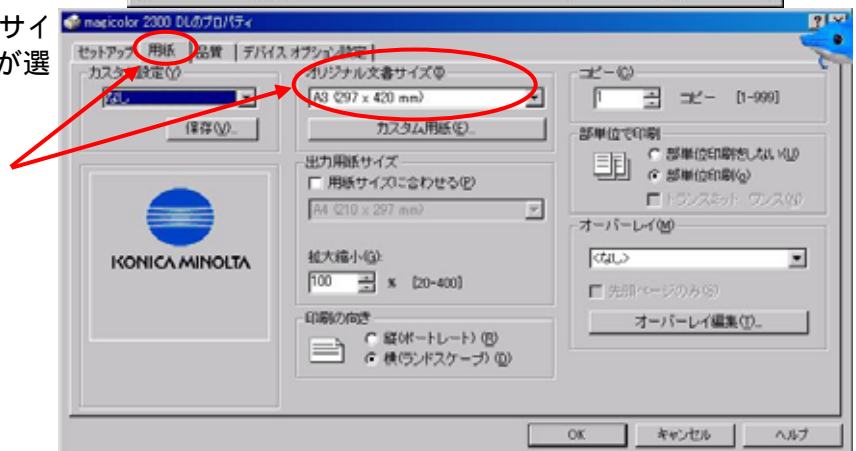 サイ
が選
magicolor 2300 DLのプロパティ
セットアップ 用紙 品質 デバイス オプション設定
カスタム設定(Y)
なし
保存(V)...
KONICA MINOLTA
オリジナル文書サイズ(I)
A3 (297 x 420 mm)
カスタム用紙(E)...
出力用紙サイズ
用紙サイズに合わせる(P)
A4 (210 x 297 mm)
拡大縮小(G):
100 % [20-400]
印刷の向き
縦(ポートレート) (R)
横(ランドスケープ) (D)
コピー(C)
1 コピー [1-999]
部単位で印刷
部単位印刷をしない(U)
部単位印刷(Q)
トランスミット ワンス(N)
オーバーレイ(M)
<なし>
先頭ページのみ(S)
オーバーレイ編集(T)...
OK キャンセル ヘルプ